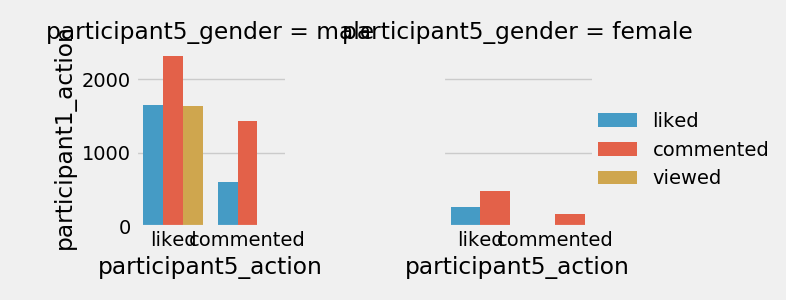 participant5_gender = male
participant5_gender = female
participant1_action
2000
1000
0
liked
commented
participant5_action
liked
commented
participant5_action
liked
commented
viewed